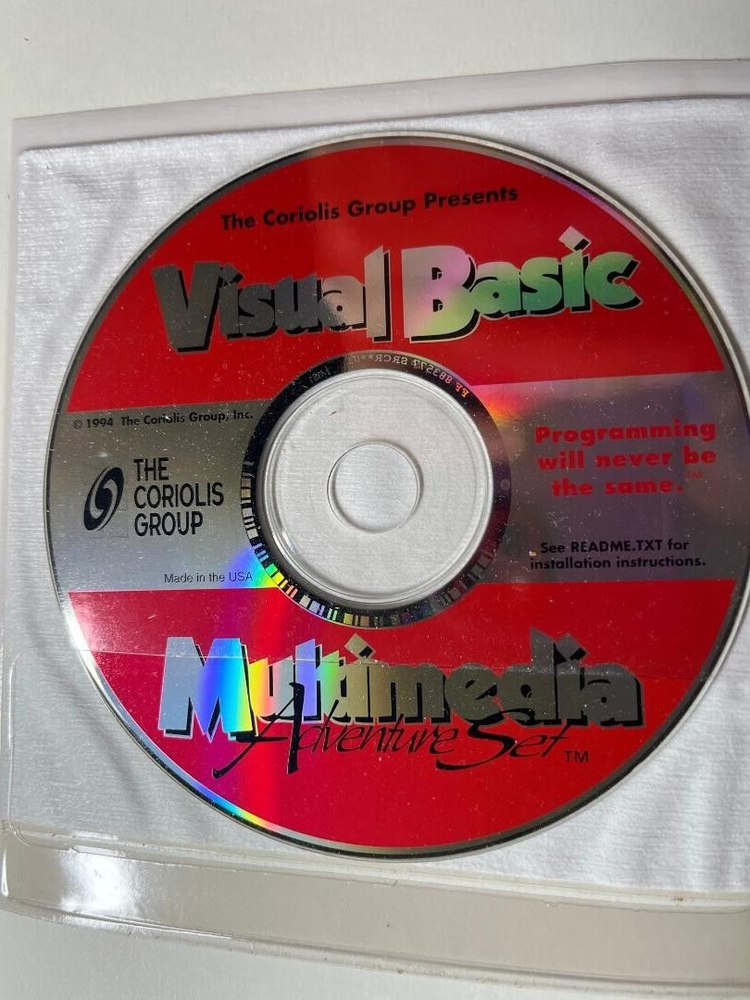 The Coriolis Group Presents
Visual Basic
© 1994 The Coriolis Group, Inc.
THE
CORIOLIS
GROUP
Made in the USA
Programming
will never be
the same.™
See README.TXT for
installation instructions.
Multimedia
Adventure Set™